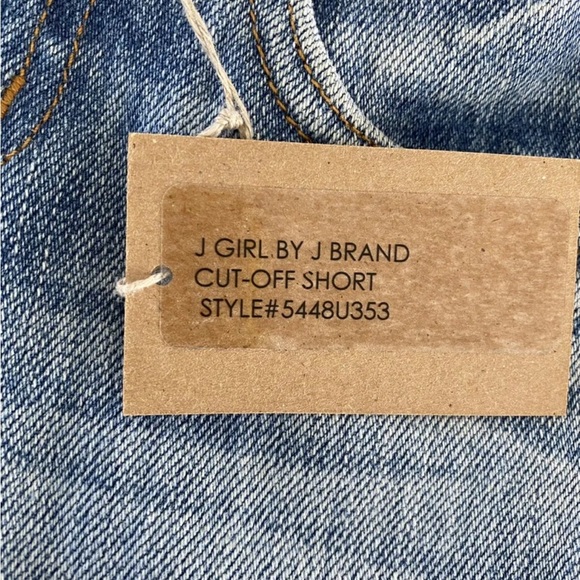 J GIRL BY J BRAND
CUT-OFF SHORT
STYLE#5448U353